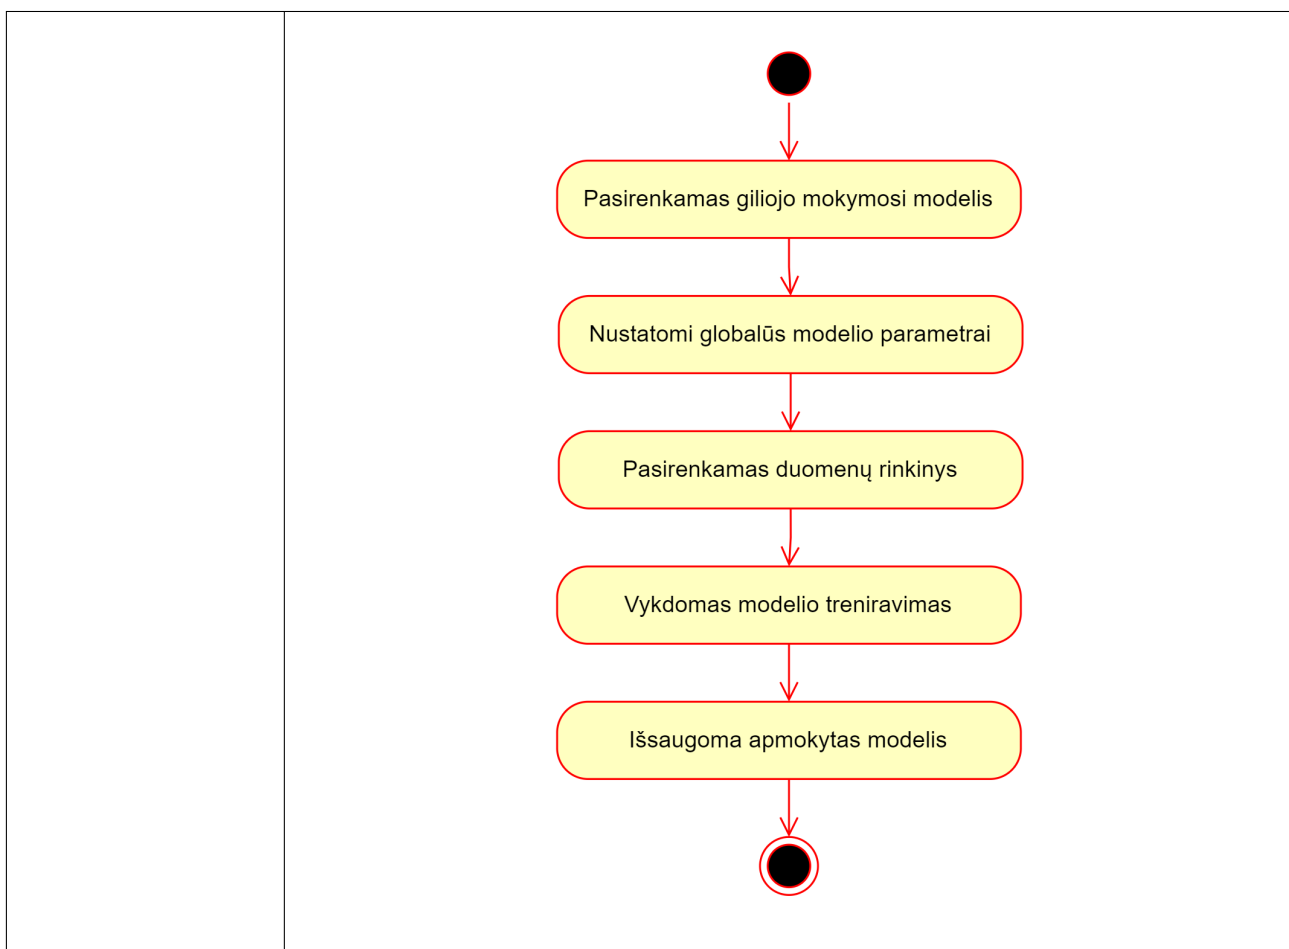 Pasirenkamas giliojo mokymosi modelis
Nustatomi globalūs modelio parametrai
Pasirenkamas duomenų rinkinys
Vykdomas modelio treniravimas
Išsaugoma apmokytas modelis